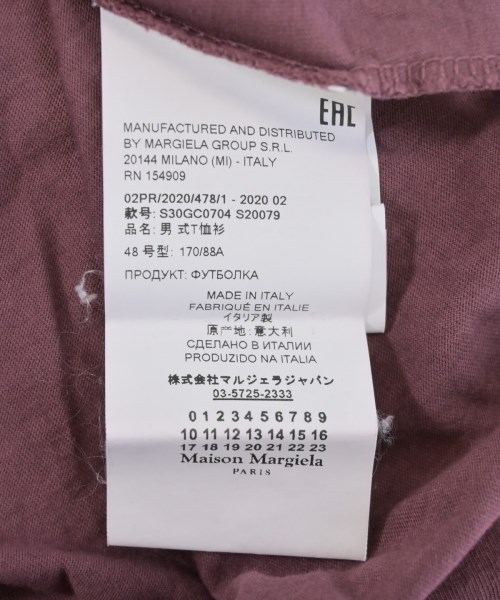 EAC
MANUFACTURED AND DISTRIBUTED
BY MARGIELA GROUP S.R.L.
20144 MILANO (MI) - ITALY
RN 154909
02PR/2020/478/1 - 2020 02
款号: S30GC0704 S20079
品名: 男 式T恤衫
48 号型: 170/88A
ПРОДУКТ: ФУТБОЛКА
MADE IN ITALY
FABRIQUÉ EN ITALIE
イタリア製
原产地: 意大利
СДЕЛАНО В ИТАЛИИ
PRODUZIDO NA ITALIA
株式会社マルジェラジャパン
03-5725-2333
0 1 2 3 4 5 6 7 8 9
10 11 12 13 14 15 16
17 18 19 20 21 22 23
Maison Margiela
PARIS